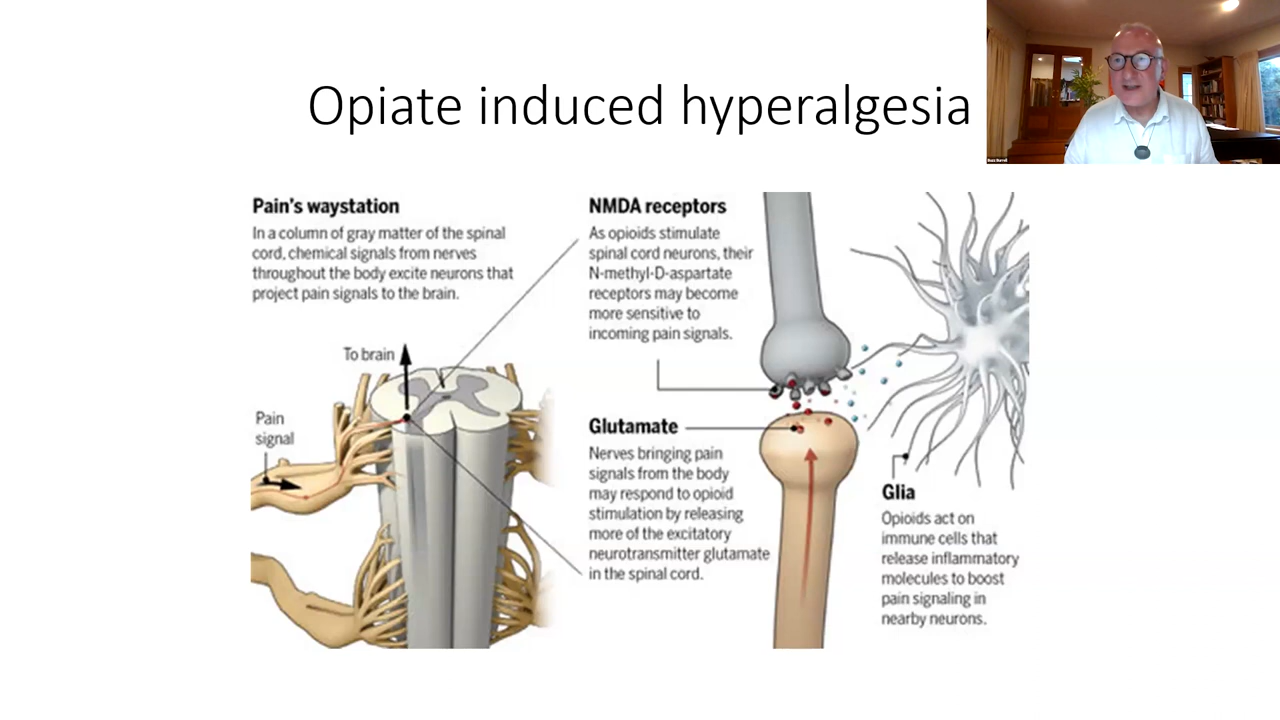 Opiate induced hyperalgesia
Buzz Burrell
Pain's waystation
In a column of gray matter of the spinal
cord, chemical signals from nerves
throughout the body excite neurons that
project pain signals to the brain.
To brain
Pain
signal
NMDA receptors
As opioids stimulate
spinal cord neurons, their
N-methyl-D-aspartate
receptors may become
more sensitive to
incoming pain signals.
Glutamate
Nerves bringing pain
signals from the body
may respond to opioid
stimulation by releasing
more of the excitatory
neurotransmitter glutamate
in the spinal cord.
Glia
Opioids act on
immune cells that
release inflammatory
molecules to boost
pain signaling in
nearby neurons.